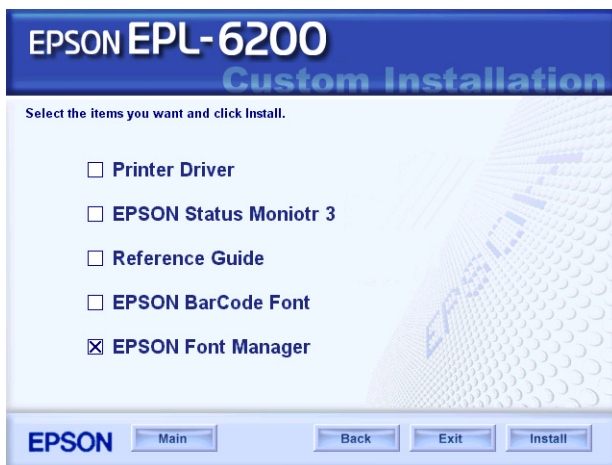 EPSON EPL-6200
Custom Installation
Select the items you want and click Install.
Printer Driver
EPSON Status Moniotr 3
Reference Guide
EPSON BarCode Font
EPSON Font Manager
EPSON
EPSON Main Back Exit Install